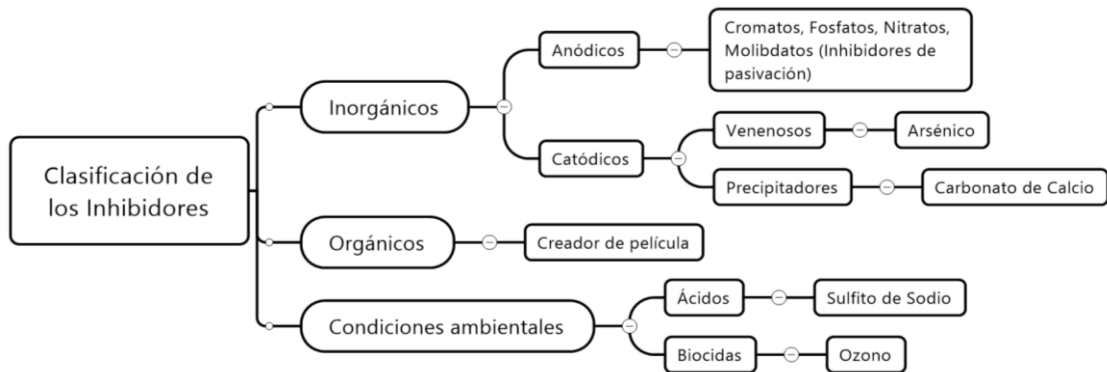 Clasificación de
los Inhibidores
Inorgánicos
Anódicos
Cromatos, Fosfatos, Nitratos,
Molibdatos (Inhibidores de
pasivación)
Catódicos
Venenosos
Arsénico
Precipitadores
Carbonato de Calcio
Orgánicos
Creador de película
Condiciones ambientales
Ácidos
Sulfito de Sodio
Biocidas
Ozono